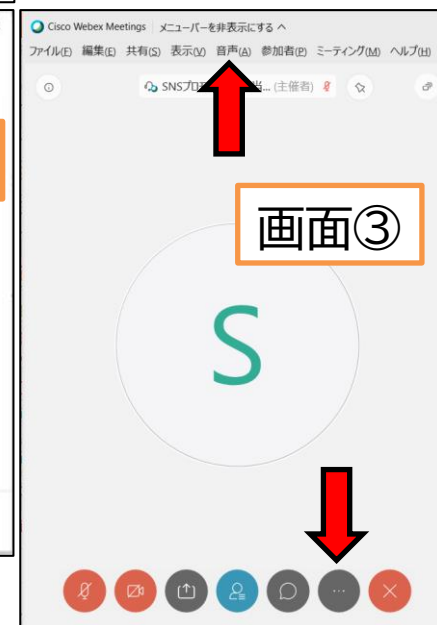 Cisco Webex Meetings メニューバーを非表示にする ^
ファイル(F) 編集(E) 共有(S) 表示(V) 音声(A) 参加者(P) ミーティング(M) ヘルプ(H)
SNSプロ 当... (主催者)
画面③
S